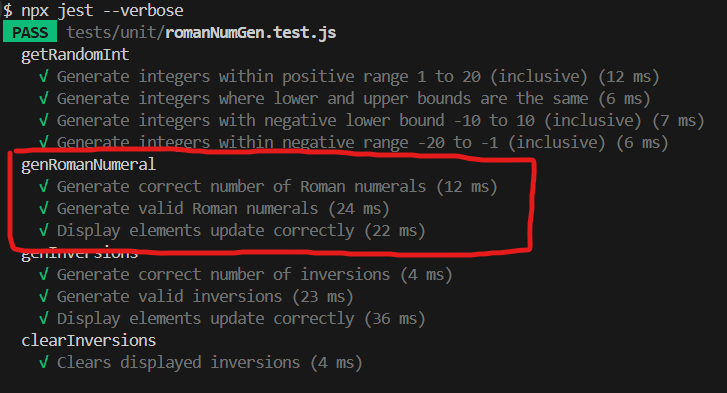 $ npx jest --verbose
PASS tests/unit/romanNumGen.test.js
getRandomInt
√ Generate integers within positive range 1 to 20 (inclusive) (12 ms)
√ Generate integers where lower and upper bounds are the same (6 ms)
√ Generate integers with negative lower bound -10 to 10 (inclusive) (7 ms)
√ Generate integers within negative range -20 to -1 (inclusive) (6 ms)
genRomanNumeral
√ Generate correct number of Roman numerals (12 ms)
√ Generate valid Roman numerals (24 ms)
√ Display elements update correctly (22 ms)
genInversions
√ Generate correct number of inversions (4 ms)
√ Generate valid inversions (23 ms)
√ Display elements update correctly (36 ms)
clearInversions
√ Clears displayed inversions (4 ms)